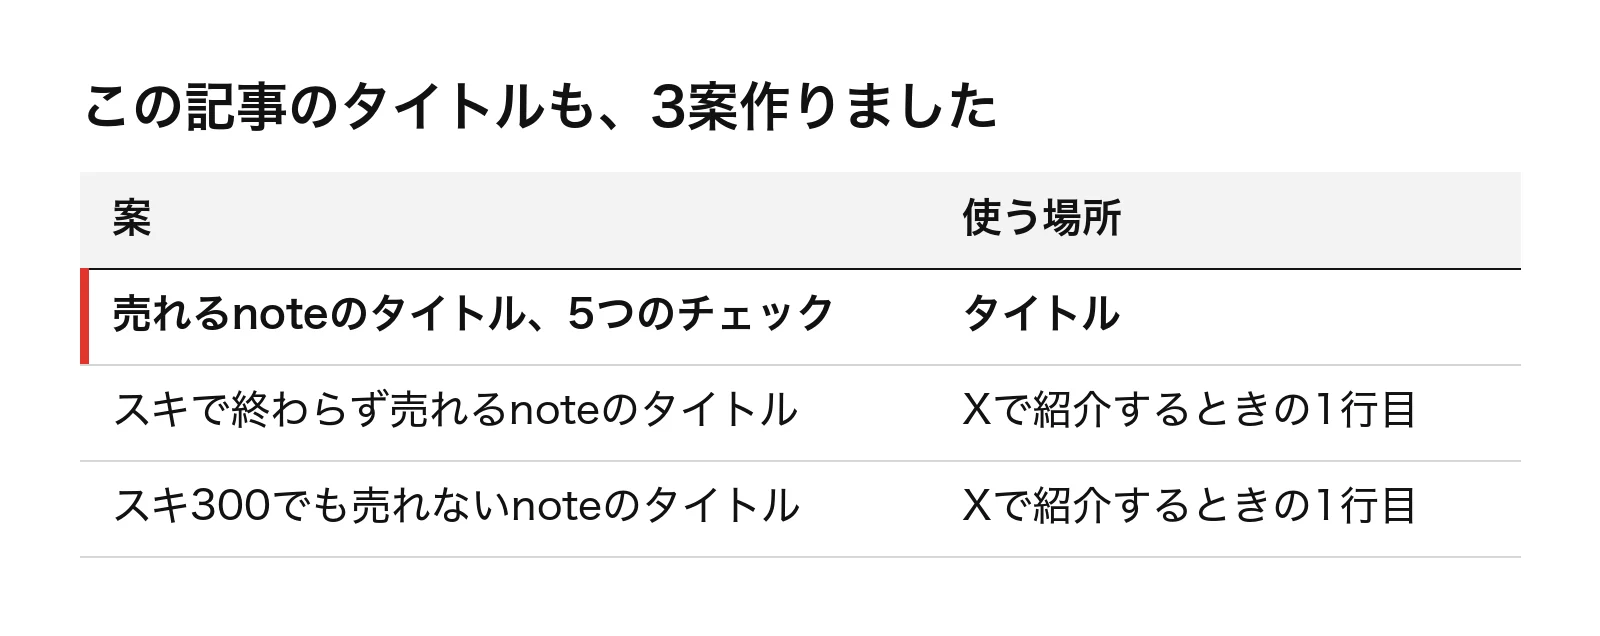 この記事のタイトルも、3案作りました
案 使う場所
売れるnoteのタイトル、5つのチェック タイトル
スキで終わらず売れるnoteのタイトル Xで紹介するときの1行目
スキ300でも売れないnoteのタイトル Xで紹介するときの1行目